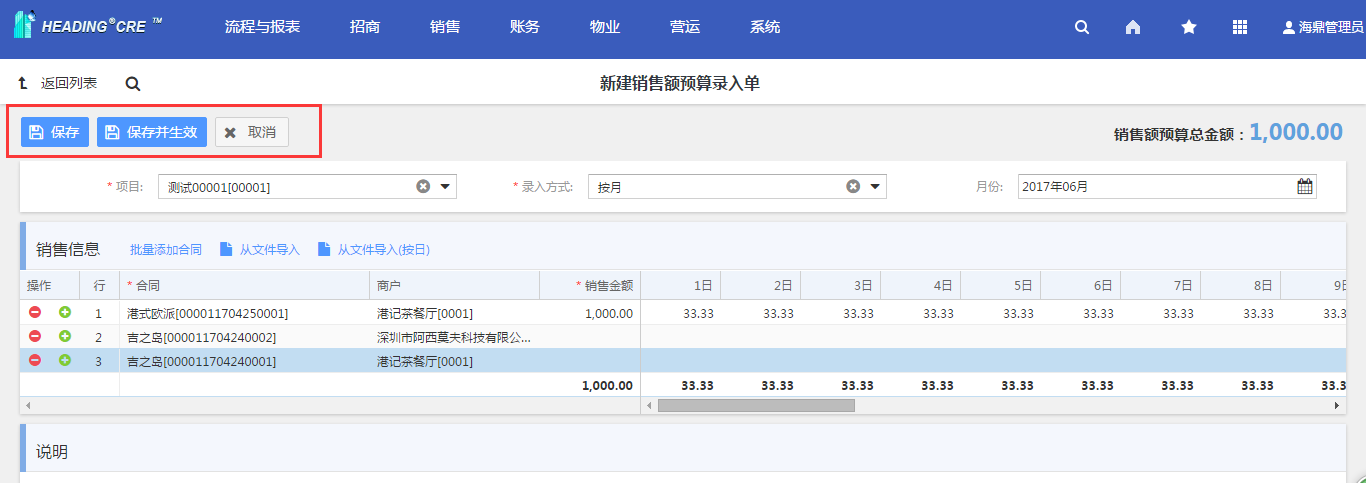 HEADING®CRE ™ 流程与报表 招商 销售 账务 物业 营运 系统 海鼎管理员
返回列表 新建销售额预算录入单
保存 保存并生效 取消 销售额预算总金额：1,000.00
* 项目: 测试00001[00001] * 录入方式: 按月 月份: 2017年06月
销售信息 批量添加合同 从文件导入 从文件导入(按日)
操作 行 * 合同 商户 * 销售金额 1日 2日 3日 4日 5日 6日 7日 8日 9日
1 港式欧派[000011704250001] 港记茶餐厅[0001] 1,000.00 33.33 33.33 33.33 33.33 33.33 33.33 33.33 33.33 33.3
2 吉之岛[000011704240002] 深圳市阿西莫夫科技有限公...
3 吉之岛[000011704240001] 港记茶餐厅[0001]
1,000.00 33.33 33.33 33.33 33.33 33.33 33.33 33.33 33.33 33.3
说明